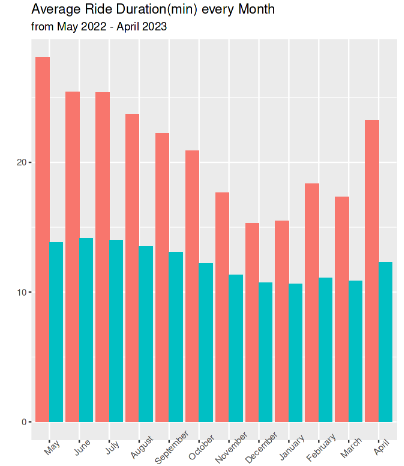 Average Ride Duration(min) every Month
from May 2022 - April 2023
20
10
0
May
June
July
August
September
October
November
December
January
February
March
April